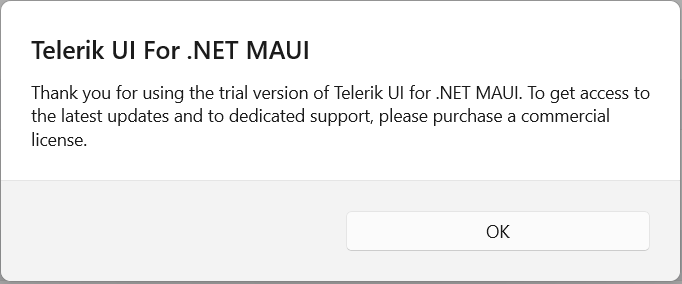 Telerik UI For .NET MAUI
Thank you for using the trial version of Telerik UI for .NET MAUI. To get access to
the latest updates and to dedicated support, please purchase a commercial
license.
OK